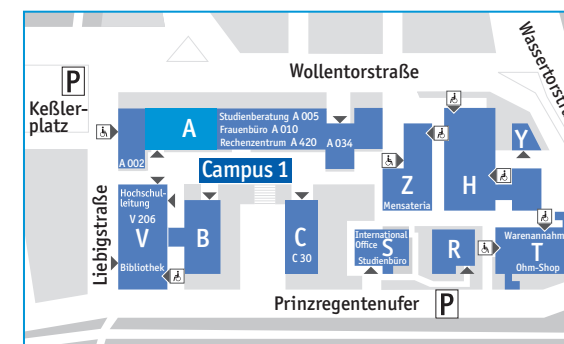 Wollentorstraße
Wassertorstra
P
Keßler-
platz
A
Studienberatung A 005
Frauenbüro A 010
Rechenzentrum A 420
A 034
A 002
Campus 1
Y
Z
Mensateria
H
Liebigstraße
Hochschul-
leitung
V 206
V
Bibliothek
B
C
C 30
International
Office
S
Studienbüro
R
Warenannahm
T
Ohm-Shop
Prinzregentenufer
P